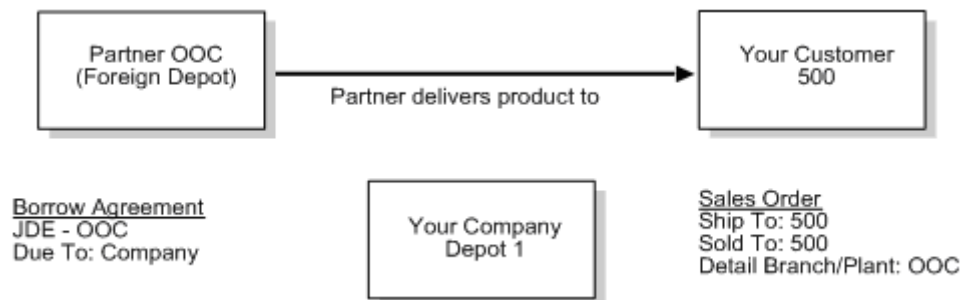 Partner OOC
(Foreign Depot)
Partner delivers product to
Your Customer
500
Borrow Agreement
JDE - OOC
Due To: Company
Your Company
Depot 1
Sales Order
Ship To: 500
Sold To: 500
Detail Branch/Plant: OOC